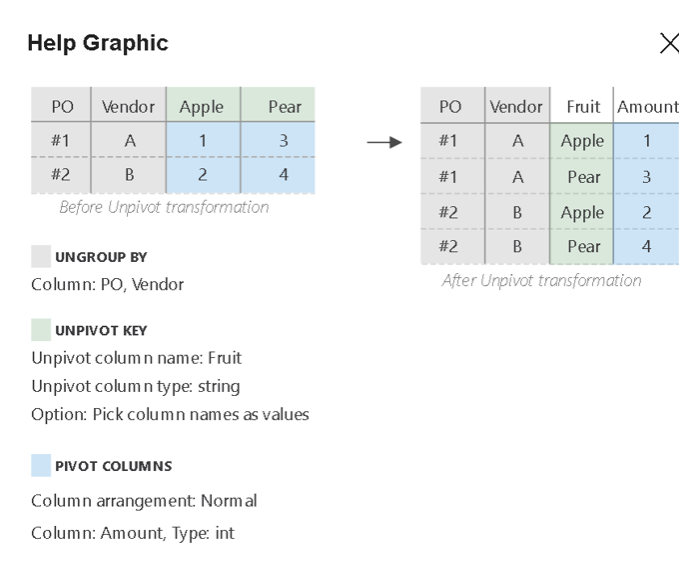 Help Graphic
PO Vendor Apple Pear
#1 A 1 3
#2 B 2 4
Before Unpivot transformation
PO Vendor Fruit Amount
#1 A Apple 1
#1 A Pear 3
#2 B Apple 2
#2 B Pear 4
After Unpivot transformation
UNGROUP BY
Column: PO, Vendor
UNPIVOT KEY
Unpivot column name: Fruit
Unpivot column type: string
Option: Pick column names as values
PIVOT COLUMNS
Column arrangement: Normal
Column: Amount, Type: int